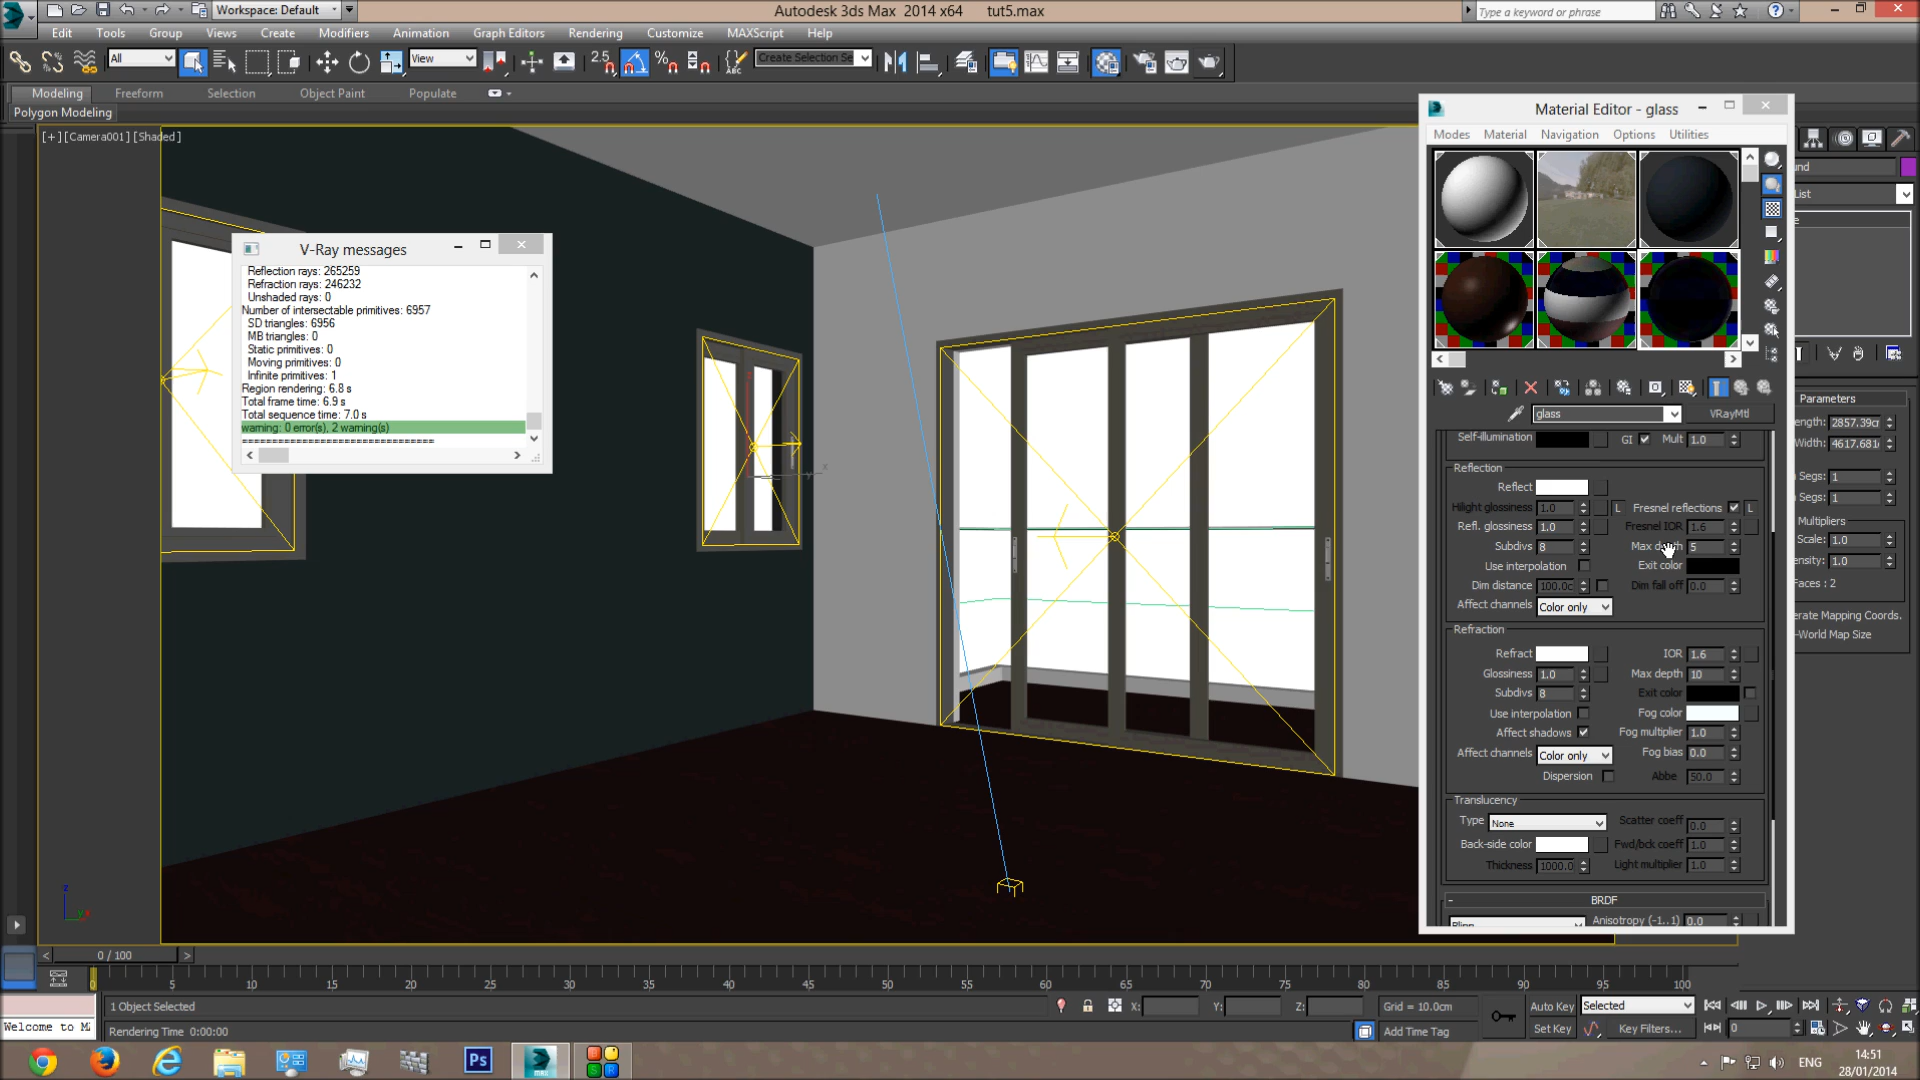 Workspace: Default
Autodesk 3ds Max 2014 x64 tut5.max
Type a keyword or phrase
Edit Tools Group Views Create Modifiers Animation Graph Editors Rendering Customize MAXScript Help
All View 2.5 Create Selection Se
Modeling Freeform Selection Object Paint Populate
Polygon Modeling
[+][Camera001][Shaded]
V-Ray messages
Reflection rays: 265259
Refraction rays: 246232
Unshaded rays: 0
Number of intersectable primitives: 6957
SD triangles: 6956
MB triangles: 0
Static primitives: 0
Moving primitives: 0
Infinite primitives: 1
Region rendering: 6.8 s
Total frame time: 6.9 s
Total sequence time: 7.0 s
warning: 0 error(s), 2 warning(s)
==============================
Material Editor - glass
Modes Material Navigation Options Utilities
glass VRayMtl
Self-illumination GI Mult 1.0
Reflection
Reflect
Hilight glossiness 1.0 L Fresnel reflections L
Refl. glossiness 1.0 Fresnel IOR 1.6
Subdivs 8 Max depth 5
Use interpolation Exit color
Dim distance 100.0c Dim fall off 0.0
Affect channels Color only
Refraction
Refract IOR 1.6
Glossiness 1.0 Max depth 10
Subdivs 8 Exit color
Use interpolation Fog color
Affect shadows Fog multiplier 1.0
Affect channels Color only Fog bias 0.0
Dispersion Abbe 50.0
Translucency
Type None Scatter coeff 0.0
Back-side color Fwd/bck coeff 1.0
Thickness 1000.0 Light multiplier 1.0
- BRDF
Blinn Anisotropy (-1..1) 0.0
und
List
Parameters
ength: 2857.39cr
Width: 4617.681
Segs: 1
Segs: 1
Multipliers
Scale: 1.0
ensity: 1.0
Faces : 2
erate Mapping Coords.
-World Map Size
z
y
x
< 0 / 100 >
0 5 10 15 20 25 30 35 40 45 50 55 60 65 70 75 80 85 90 95 100
1 Object Selected X: Y: Z: Grid = 10.0cm Auto Key Selected
Welcome to M Rendering Time 0:00:00 Add Time Tag Set Key Key Filters... 0
Ps ENG 14:51
28/01/2014